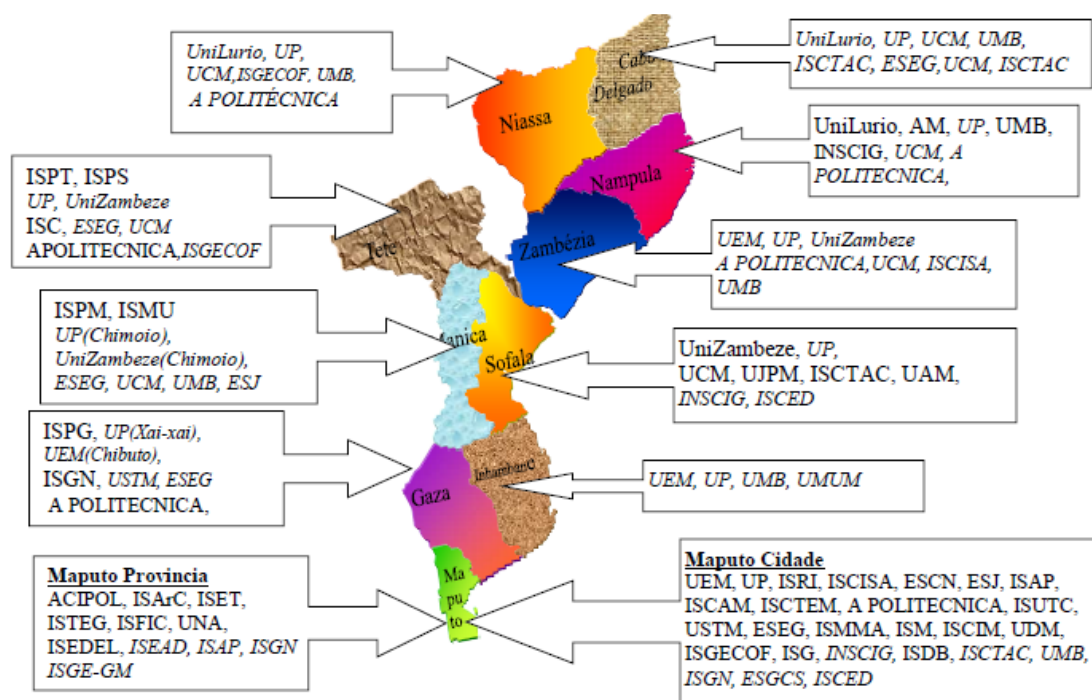 UniLurio, UP,
UCM,ISGECOF, UMB,
A POLITÉCNICA
UniLurio, UP, UCM, UMB,
ISCTAC, ESEG,UCM, ISCTAC
Cabo
Delgado
Niassa
UniLurio, AM, UP, UMB,
INSCIG, UCM, A
POLITECNICA,
Nampula
ISPT, ISPS
UP, UniZambeze
ISC, ESEG, UCM
APOLITECNICA,ISGECOF
Tete
Zambézia
UEM, UP, UniZambeze
A POLITECNICA,UCM, ISCISA,
UMB
ISPM, ISMU
UP(Chimoio),
UniZambeze(Chimoio),
ESEG, UCM, UMB, ESJ
anica
Sofala
UniZambeze, UP,
UCM, UJPM, ISCTAC, UAM,
INSCIG, ISCED
ISPG, UP(Xai-xai),
UEM(Chibuto),
ISGN, USTM, ESEG
A POLITECNICA,
Gaza
Inhambane
UEM, UP, UMB, UMUM
Maputo Provincia
ACIPOL, ISArC, ISET,
ISTEG, ISFIC, UNA,
ISEDEL, ISEAD, ISAP, ISGN
ISGE-GM
Ma
pu
to
Maputo Cidade
UEM, UP, ISRI, ISCISA, ESCN, ESJ, ISAP,
ISCAM, ISCTEM, A POLITECNICA, ISUTC,
USTM, ESEG, ISMMA, ISM, ISCIM, UDM,
ISGECOF, ISG, INSCIG, ISDB, ISCTAC, UMB,
ISGN, ESGCS, ISCED